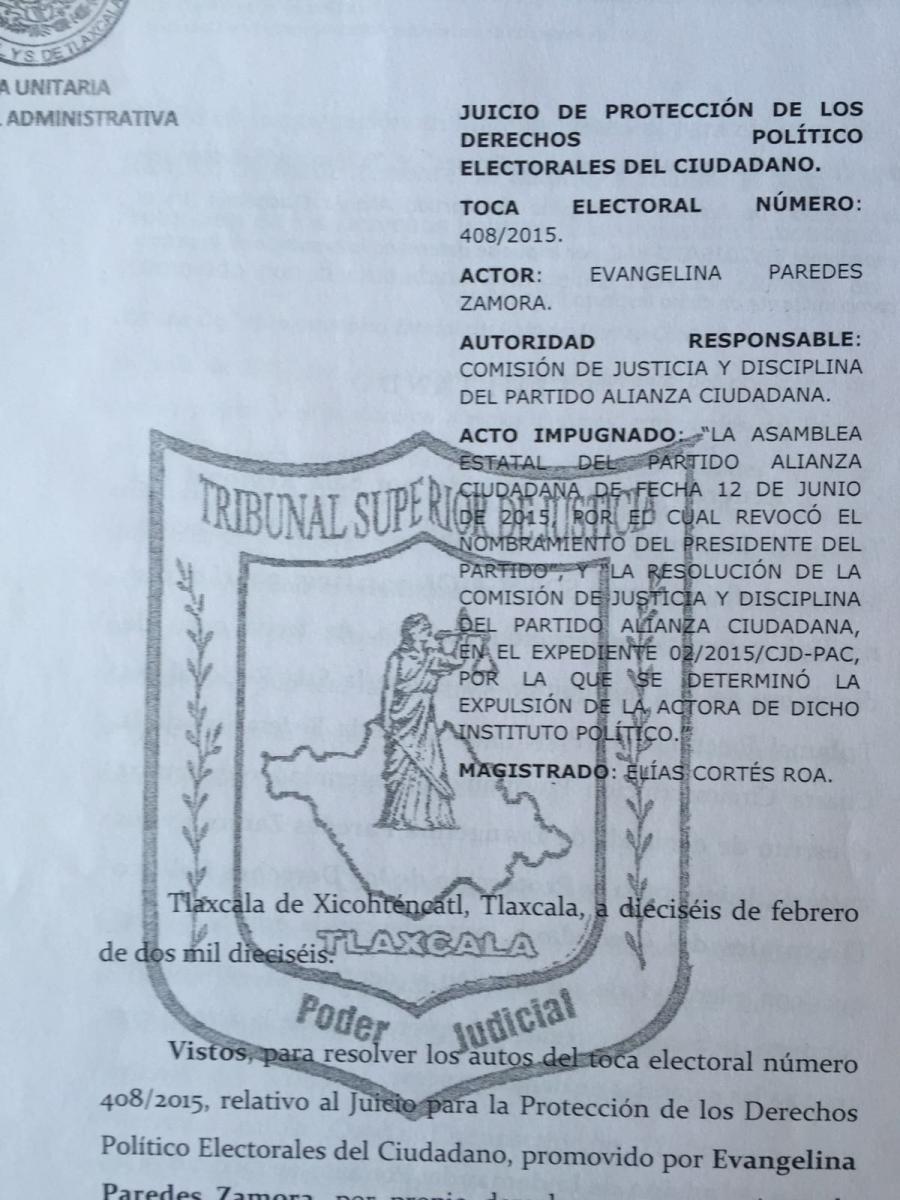 L Y S. DE TLAXCALA
A UNITARIA
ADMINISTRATIVA
JUICIO DE PROTECCIÓN DE LOS
DERECHOS POLÍTICO
ELECTORALES DEL CIUDADANO.
TOCA ELECTORAL NÚMERO:
408/2015.
ACTOR: EVANGELINA PAREDES
ZAMORA.
AUTORIDAD RESPONSABLE:
COMISIÓN DE JUSTICIA Y DISCIPLINA
DEL PARTIDO ALIANZA CIUDADANA.
ACTO IMPUGNADO: "LA ASAMBLEA
ESTATAL DEL PARTIDO ALIANZA
CIUDADANA DE FECHA 12 DE JUNIO
DE 2015, POR EL CUAL REVOCÓ EL
NOMBRAMIENTO DEL PRESIDENTE DEL
PARTIDO" Y "LA RESOLUCIÓN DE LA
COMISIÓN DE JUSTICIA Y DISCIPLINA
DEL PARTIDO ALIANZA CIUDADANA,
EN EL EXPEDIENTE 02/2015/CJD-PAC,
POR LA QUE SE DETERMINÓ LA
EXPULSIÓN DE LA ACTORA DE DICHO
INSTITUTO POLÍTICO."
MAGISTRADO: ELÍAS CORTÉS ROA.
TRIBUNAL SUPERIOR DE JUSTICIA
TLAXCALA
Poder Judicial
Tlaxcala de Xicohténcatl, Tlaxcala, a dieciséis de febrero
de dos mil dieciséis.
Vistos, para resolver los autos del toca electoral número
408/2015, relativo al Juicio para la Protección de los Derechos
Político Electorales del Ciudadano, promovido por Evangelina
Paredes Zamora, por propio